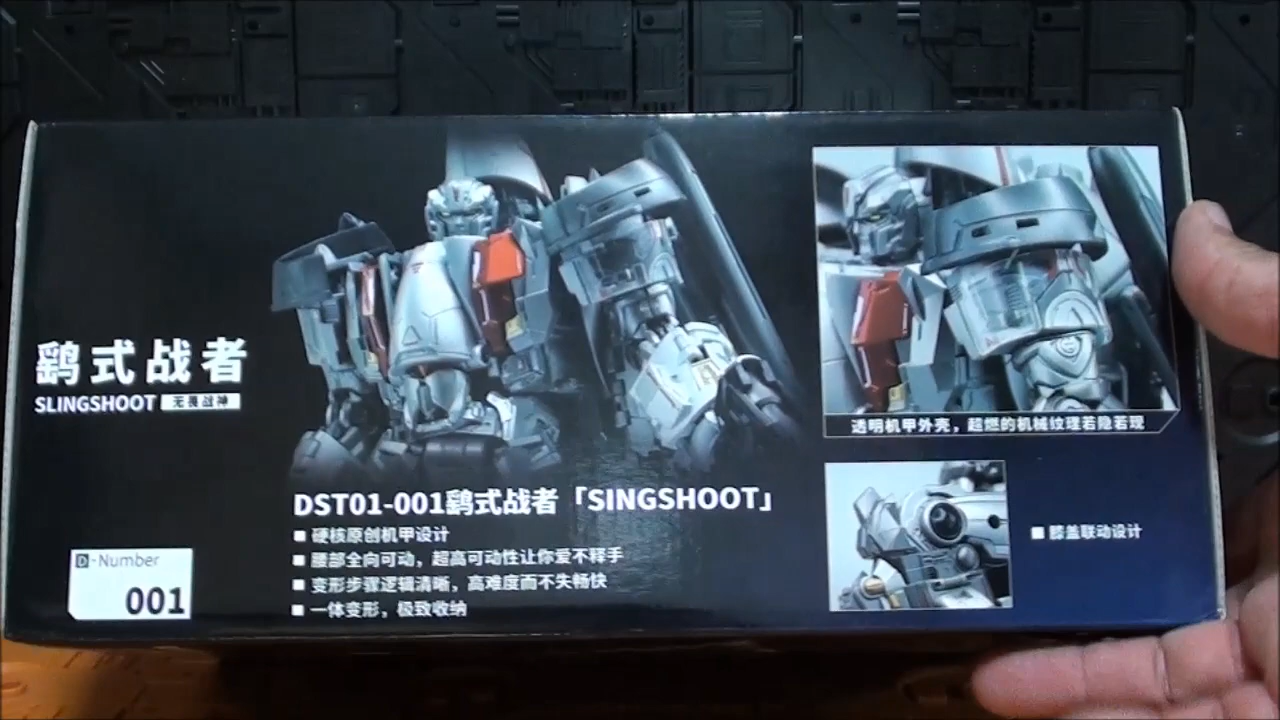 鹞式战者
SLINGSHOOT 无畏战神
D-Number
001
DST01-001鹞式战者「SINGSHOOT」
■ 硬核原创机甲设计
■ 腰部全向可动，超高可动性让你爱不释手
■ 变形步骤逻辑清晰，高难度而不失畅快
■ 一体变形，极致收纳
透明机甲外壳，超燃的机械纹理若隐若现
■ 膝盖联动设计